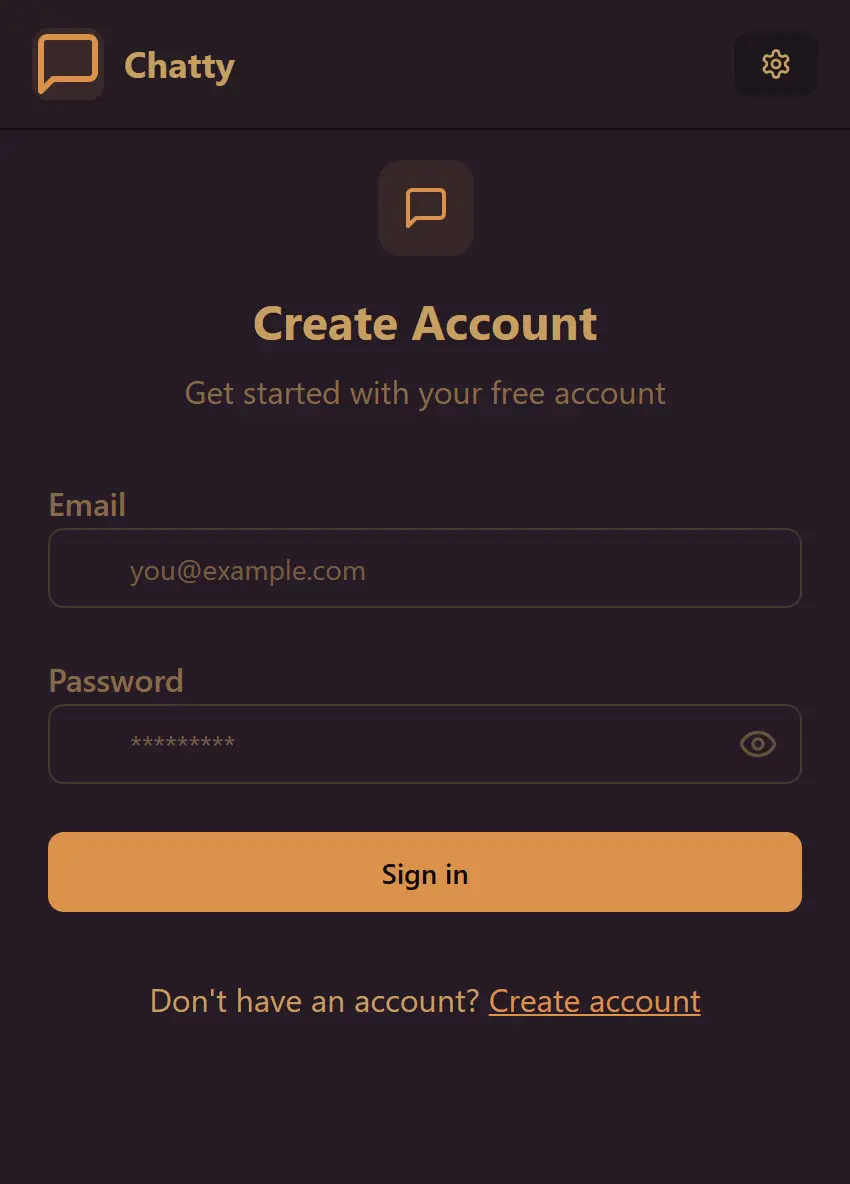 Chatty
Create Account
Get started with your free account
Email
you@example.com
Password
*********
Sign in
Don't have an account? Create account